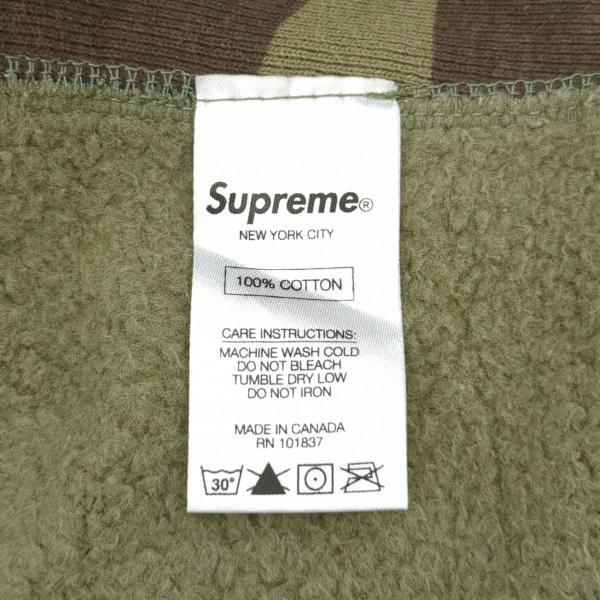 Supreme®
NEW YORK CITY
100% COTTON
CARE INSTRUCTIONS:
MACHINE WASH COLD
DO NOT BLEACH
TUMBLE DRY LOW
DO NOT IRON
MADE IN CANADA
RN 101837
30°